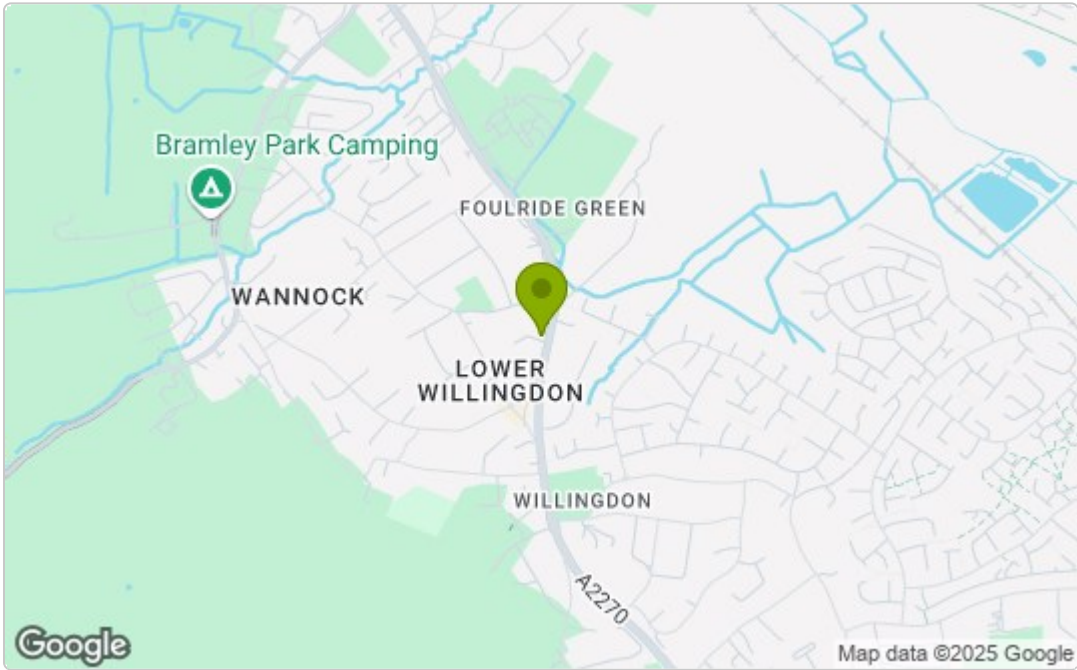 Bramley Park Camping
FOULRIDE GREEN
WANNOCK
LOWER
WILLINGDON
WILLINGDON
A2270
Google
Map data ©2025 Google